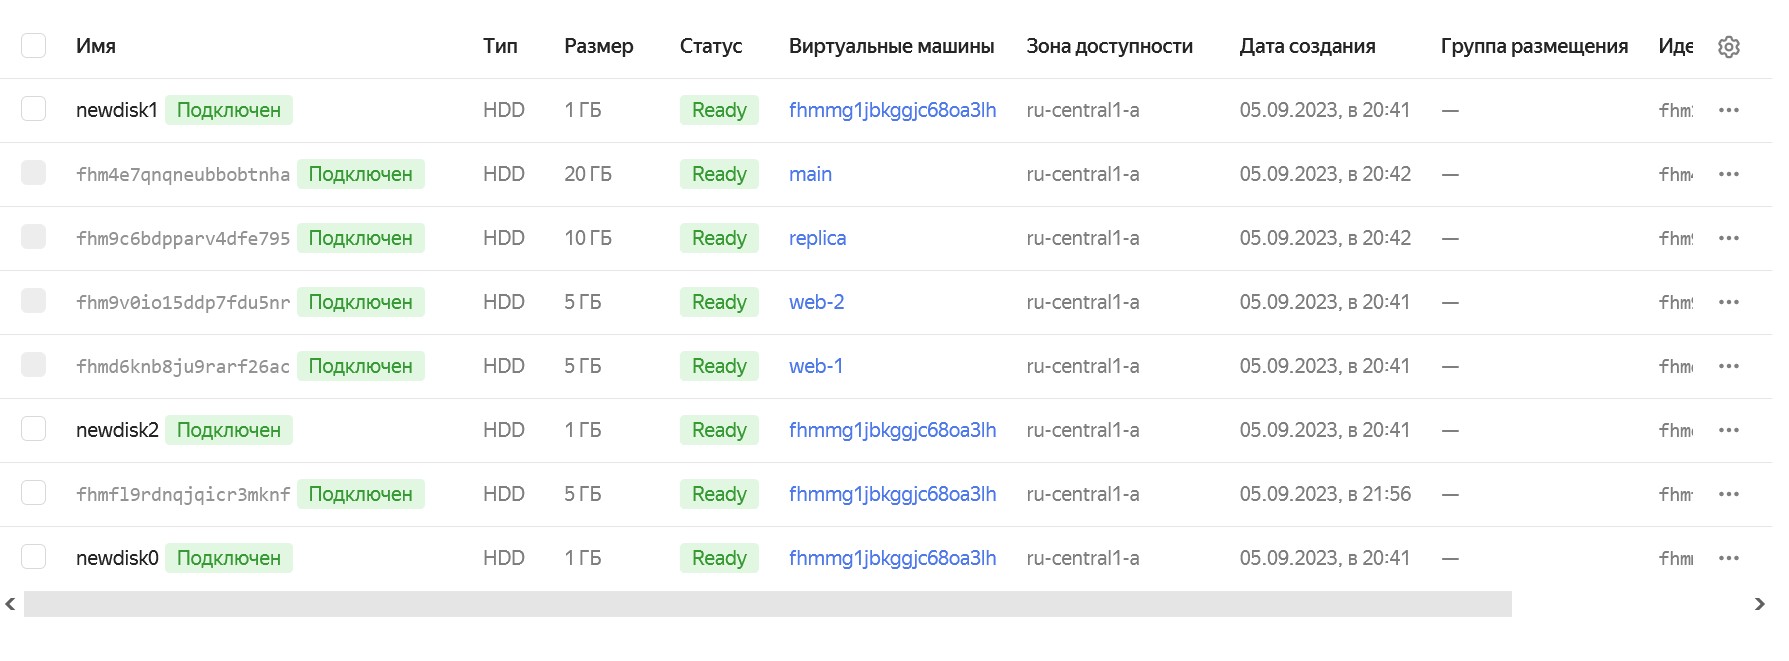 Имя Тип Размер Статус Виртуальные машины Зона доступности Дата создания Группа размещения Иде
newdisk1 Подключен HDD 1 ГБ Ready fhmmg1jbkggjc68oa3lh ru-central1-a 05.09.2023, в 20:41 — fhm
fhm4e7qnqneubbobtnha Подключен HDD 20 ГБ Ready main ru-central1-a 05.09.2023, в 20:42 — fhm
fhm9c6bdpparv4dfe795 Подключен HDD 10 ГБ Ready replica ru-central1-a 05.09.2023, в 20:42 — fhm
fhm9v0io15ddp7fdu5nr Подключен HDD 5 ГБ Ready web-2 ru-central1-a 05.09.2023, в 20:41 — fhm
fhmd6knb8ju9rarf26ac Подключен HDD 5 ГБ Ready web-1 ru-central1-a 05.09.2023, в 20:41 — fhm
newdisk2 Подключен HDD 1 ГБ Ready fhmmg1jbkggjc68oa3lh ru-central1-a 05.09.2023, в 20:41 — fhm
fhmfl9rdnqjqicr3mknf Подключен HDD 5 ГБ Ready fhmmg1jbkggjc68oa3lh ru-central1-a 05.09.2023, в 21:56 — fhm
newdisk0 Подключен HDD 1 ГБ Ready fhmmg1jbkggjc68oa3lh ru-central1-a 05.09.2023, в 20:41 — fhm